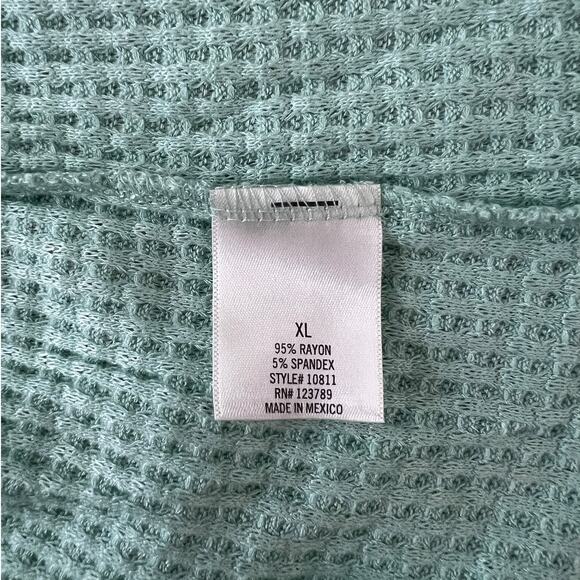 XL
95% RAYON
5% SPANDEX
STYLE# 10811
RN# 123789
MADE IN MEXICO